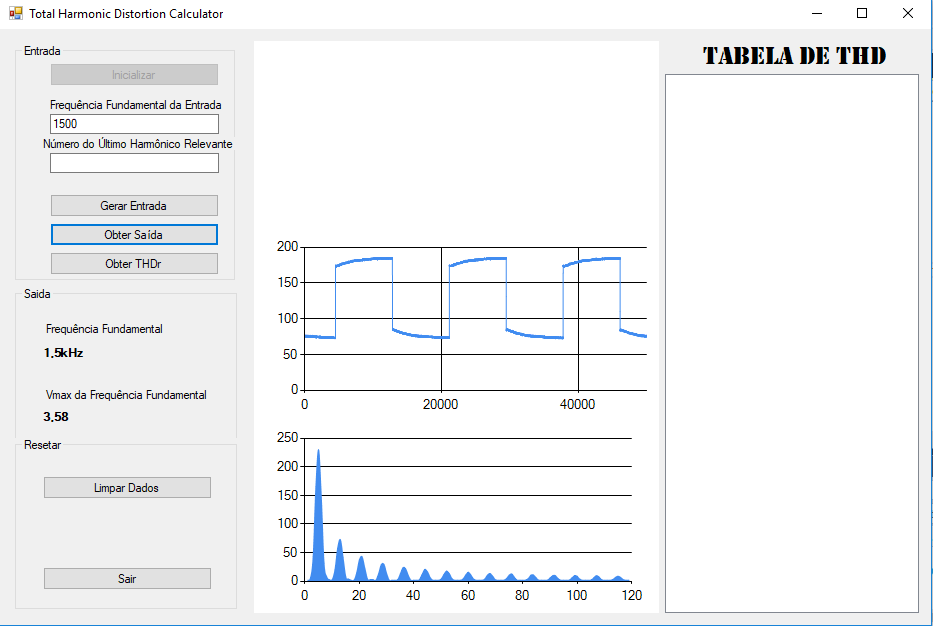 Total Harmonic Distortion Calculator
Entrada
Inicializar
Frequência Fundamental da Entrada
1500
Número do Último Harmônico Relevante
Gerar Entrada
Obter Saída
Obter THDr
Saida
Frequência Fundamental
1,5kHz
Vmax da Frequência Fundamental
3,58
Resetar
Limpar Dados
Sair
200
150
100
50
0
0 20000 40000
250
200
150
100
50
0
0 20 40 60 80 100 120
TABELA DE THD